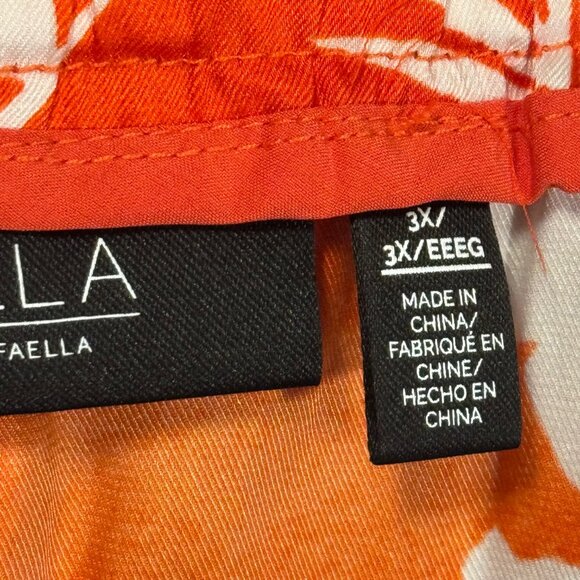 LLA
FAELLA
3X/
3X/EEEG
MADE IN
CHINA/
FABRIQUÉ EN
CHINE/
HECHO EN
CHINA